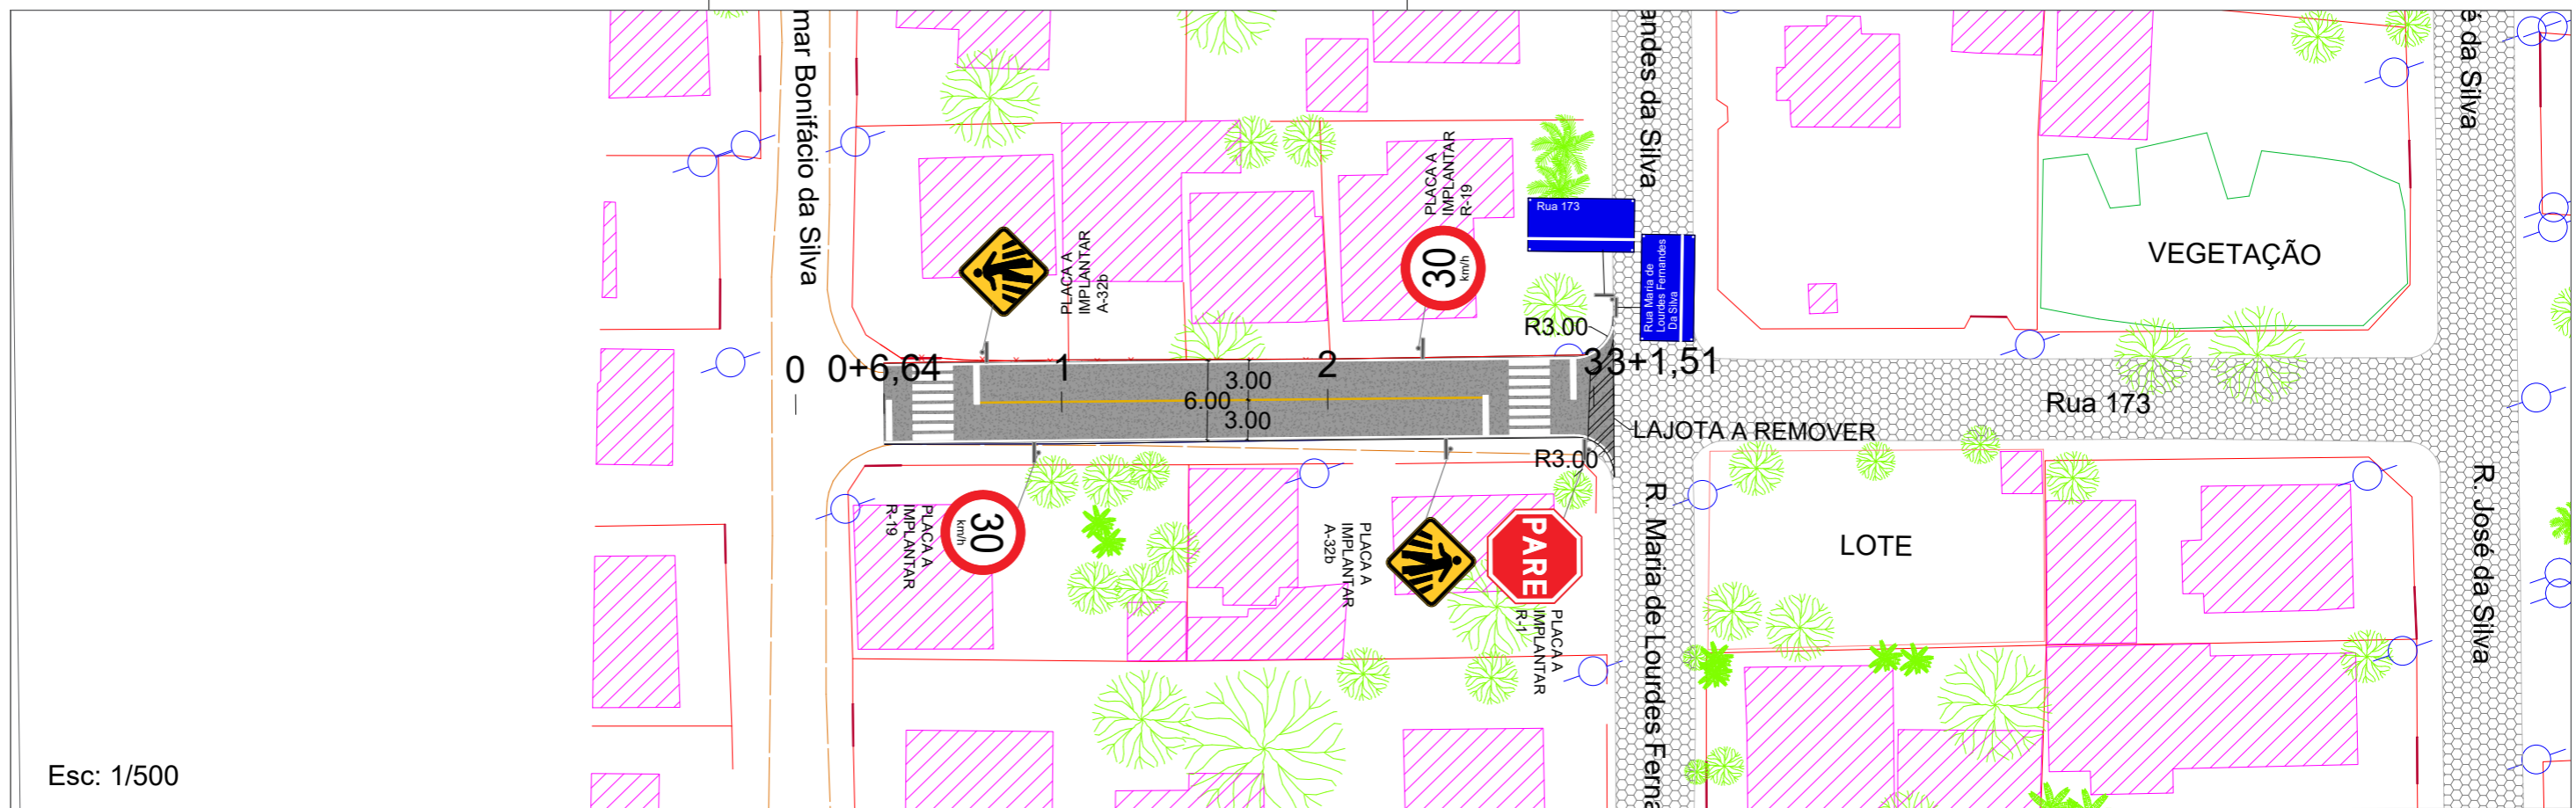 mar Bonifácio da Silva
andes da Silva
é da Silva
PLACA A
IMPLANTAR
R-19
30
km/h
Rua 173
Rua Maria de
Lourdes Fernandes
Da Silva
VEGETAÇÃO
PLACA A
IMPLANTAR
A-32b
R3.00
0
0+6,64
1
2
3
3+1,51
3.00
6.00
3.00
Rua 173
LAJOTA A REMOVER
R3.00
PLACA A
IMPLANTAR
R-19
30
km/h
PLACA A
IMPLANTAR
A-32b
PARE
PLACA A
IMPLANTAR
R-1
R. Maria de Lourdes Ferna
LOTE
R. José da Silva
Esc: 1/500